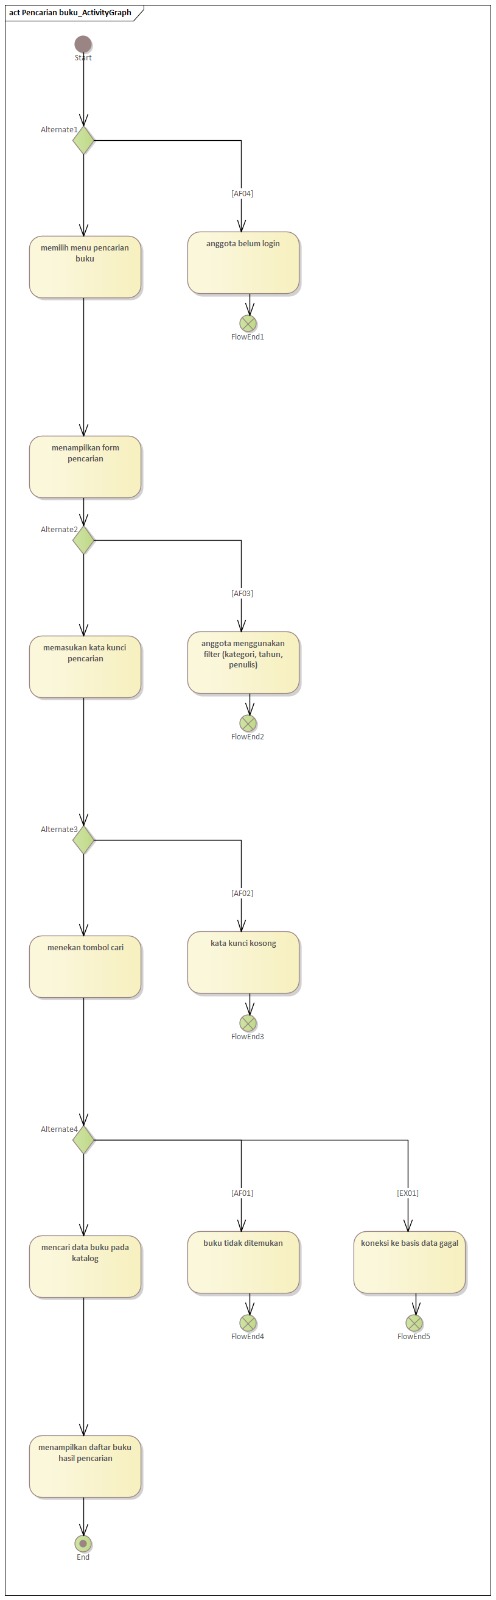 act Pencarian buku_ActivityGraph
Start
Alternate1
[AF04]
memilih menu pencarian
buku
anggota belum login
FlowEnd1
menampilkan form
pencarian
Alternate2
[AF03]
memasukan kata kunci
pencarian
anggota menggunakan
filter (kategori, tahun,
penulis)
FlowEnd2
Alternate3
[AF02]
menekan tombol cari
kata kunci kosong
FlowEnd3
Alternate4
[AF01]
[EX01]
mencari data buku pada
katalog
buku tidak ditemukan
koneksi ke basis data gagal
FlowEnd4
FlowEnd5
menampilkan daftar buku
hasil pencarian
End